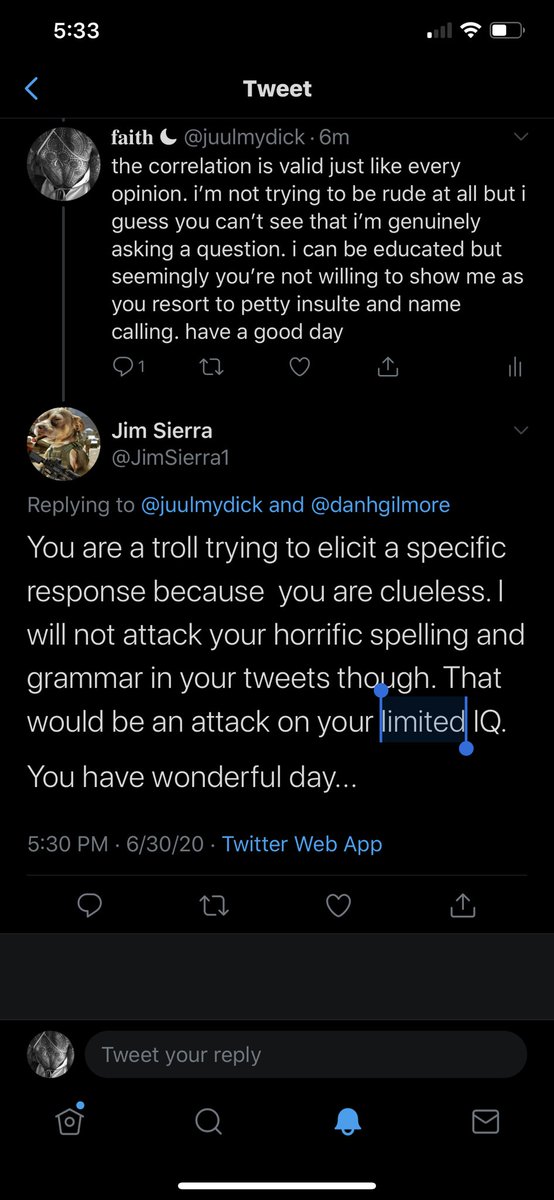 5:33
Tweet
faith @juulmydick · 6m
the correlation is valid just like every
opinion. i'm not trying to be rude at all but i
guess you can't see that i'm genuinely
asking a question. i can be educated but
seemingly you're not willing to show me as
you resort to petty insulte and name
calling. have a good day
1
Jim Sierra
@JimSierra1
Replying to @juulmydick and @danhgilmore
You are a troll trying to elicit a specific
response because  you are clueless. I
will not attack your horrific spelling and
grammar in your tweets though. That
would be an attack on your limited IQ.
You have wonderful day...
5:30 PM · 6/30/20 · Twitter Web App
Tweet your reply